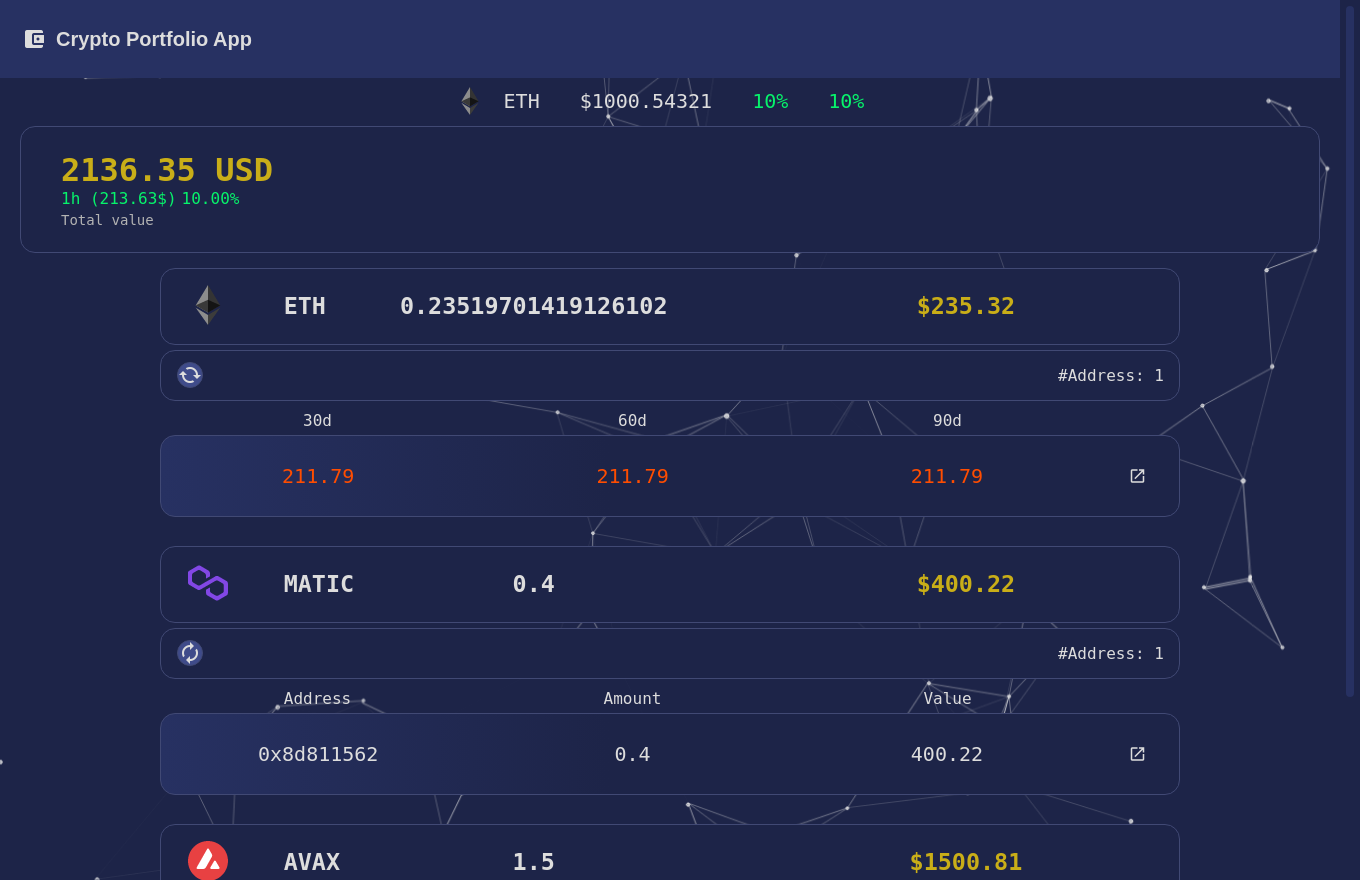 Crypto Portfolio App
ETH $1000.54321 10% 10%
2136.35 USD
1h (213.63$) 10.00%
Total value
ETH 0.23519701419126102 $235.32
#Address: 1
30d 60d 90d
211.79 211.79 211.79
MATIC 0.4 $400.22
#Address: 1
Address Amount Value
0x8d811562 0.4 400.22
AVAX 1.5 $1500.81